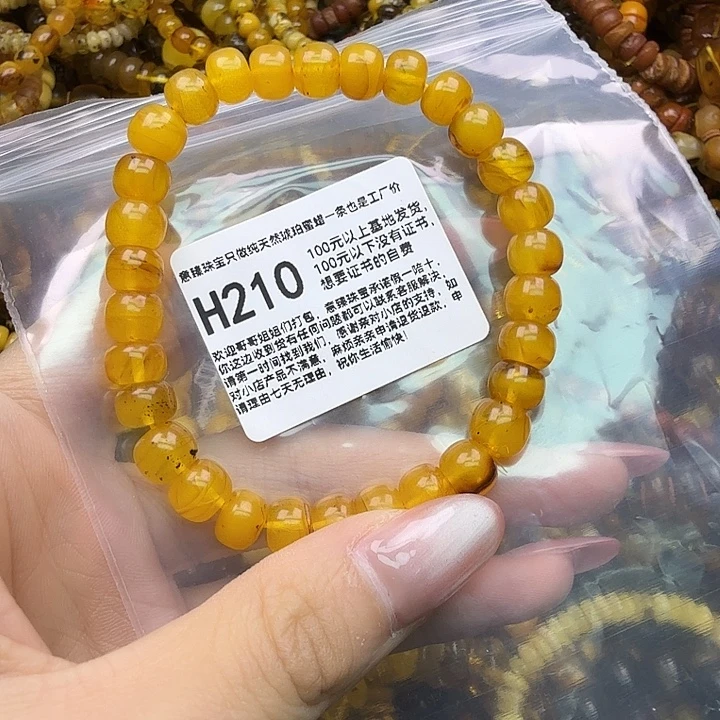 意臻珠宝只做纯天然琥珀蜜蜡一条也是工厂价
H210
100元以上基地发货，
100元以下没有证书，
想要证书的自费
欢迎哥哥姐姐们打包，意臻珠宝承诺假一哈十，
你这边收到货有任何问题都可以联系客服解决，
请第一时间找到我们，感谢亲对小店的支持，如
对小店产品不满意，麻烦亲亲申请退货退款，申
请理由七天无理由，祝你生活愉快！